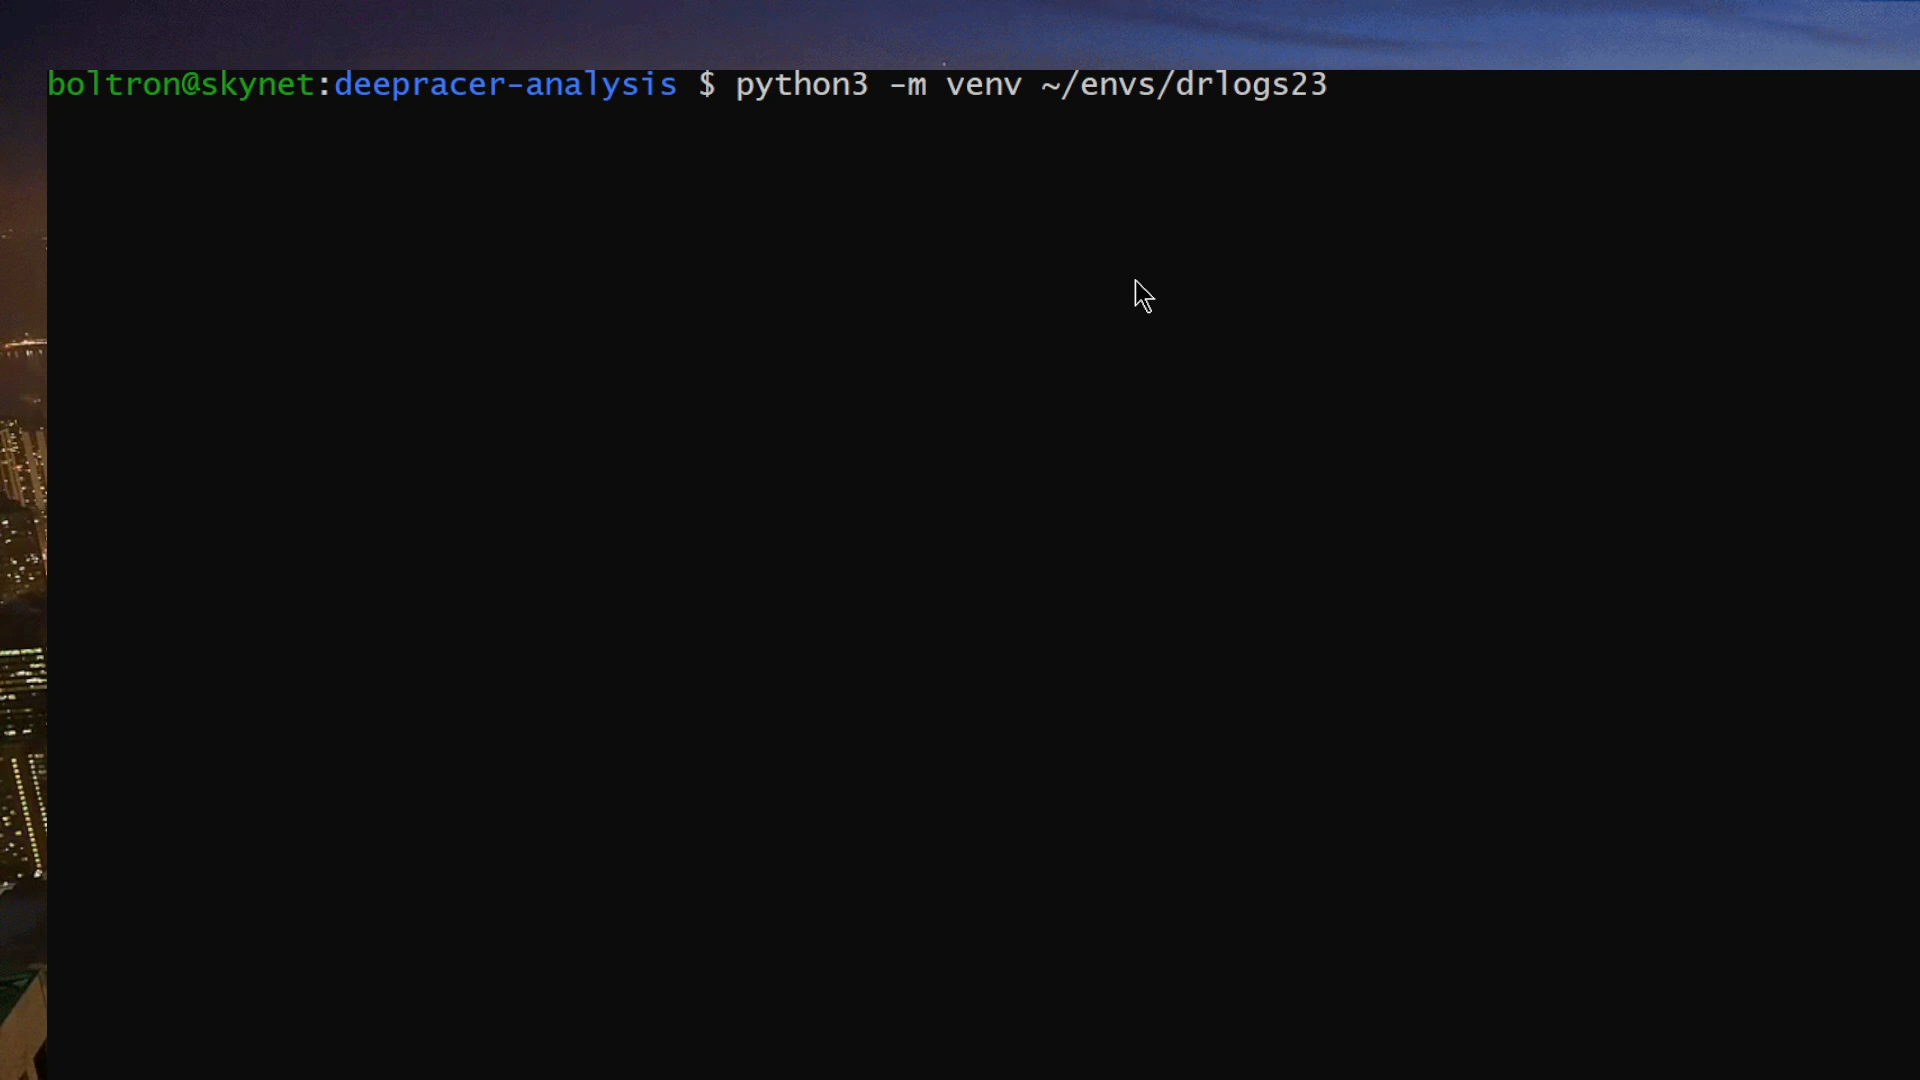 boltron@skynet:deepracer-analysis $ python3 -m venv ~/envs/drlogs23